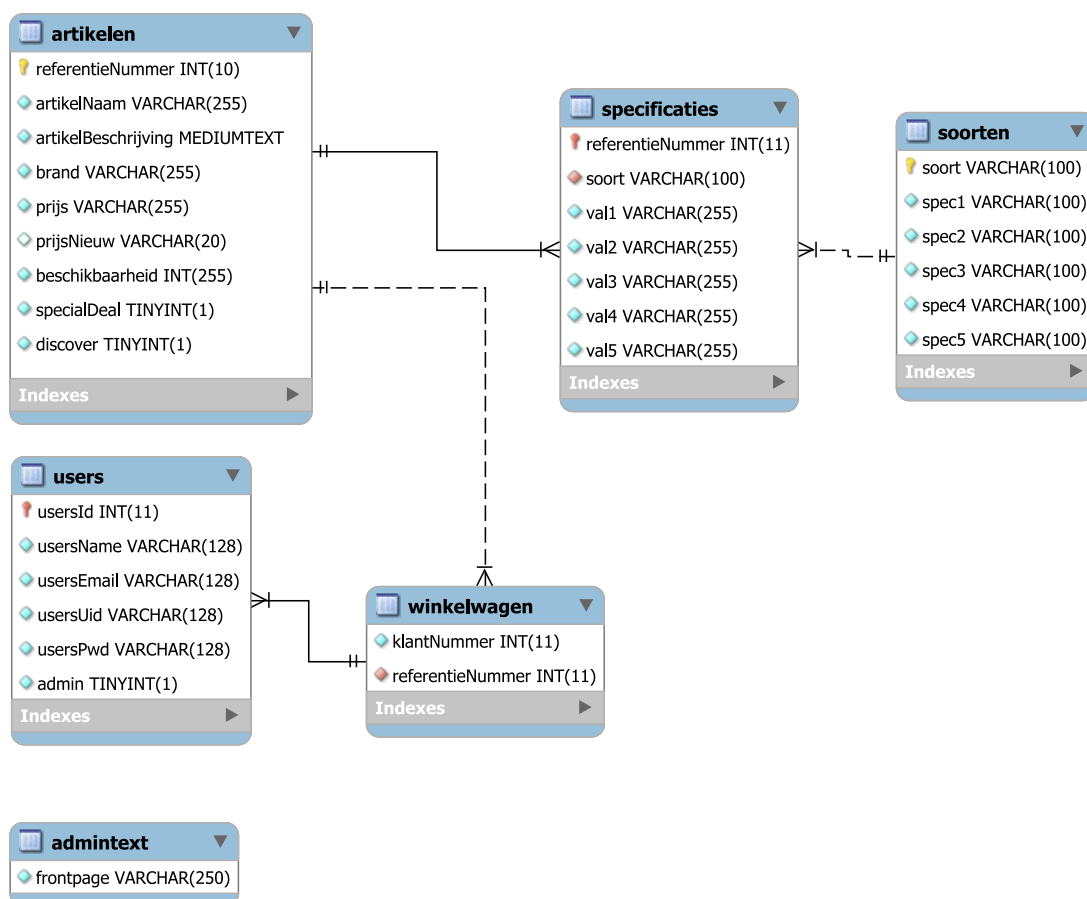 artikelen
referentieNummer INT(10)
artikelNaam VARCHAR(255)
artikelBeschrijving MEDIUMTEXT
brand VARCHAR(255)
prijs VARCHAR(255)
prijsNieuw VARCHAR(20)
beschikbaarheid INT(255)
specialDeal TINYINT(1)
discover TINYINT(1)
Indexes
specificaties
referentieNummer INT(11)
soort VARCHAR(100)
val1 VARCHAR(255)
val2 VARCHAR(255)
val3 VARCHAR(255)
val4 VARCHAR(255)
val5 VARCHAR(255)
Indexes
soorten
soort VARCHAR(100)
spec1 VARCHAR(100)
spec2 VARCHAR(100)
spec3 VARCHAR(100)
spec4 VARCHAR(100)
spec5 VARCHAR(100)
Indexes
users
usersId INT(11)
usersName VARCHAR(128)
usersEmail VARCHAR(128)
usersUid VARCHAR(128)
usersPwd VARCHAR(128)
admin TINYINT(1)
Indexes
winkelwagen
klantNummer INT(11)
referentieNummer INT(11)
Indexes
admintext
frontpage VARCHAR(250)